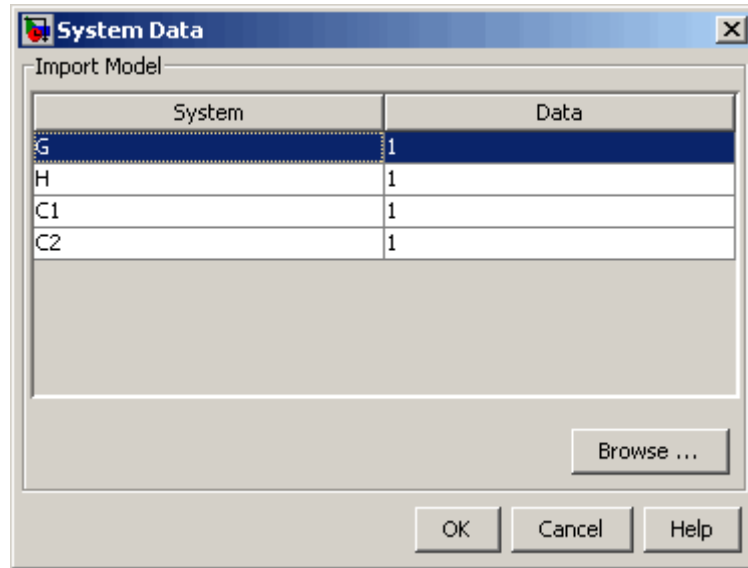 System Data
Import Model
System Data
G 1
H 1
C1 1
C2 1
Browse ...
OK Cancel Help